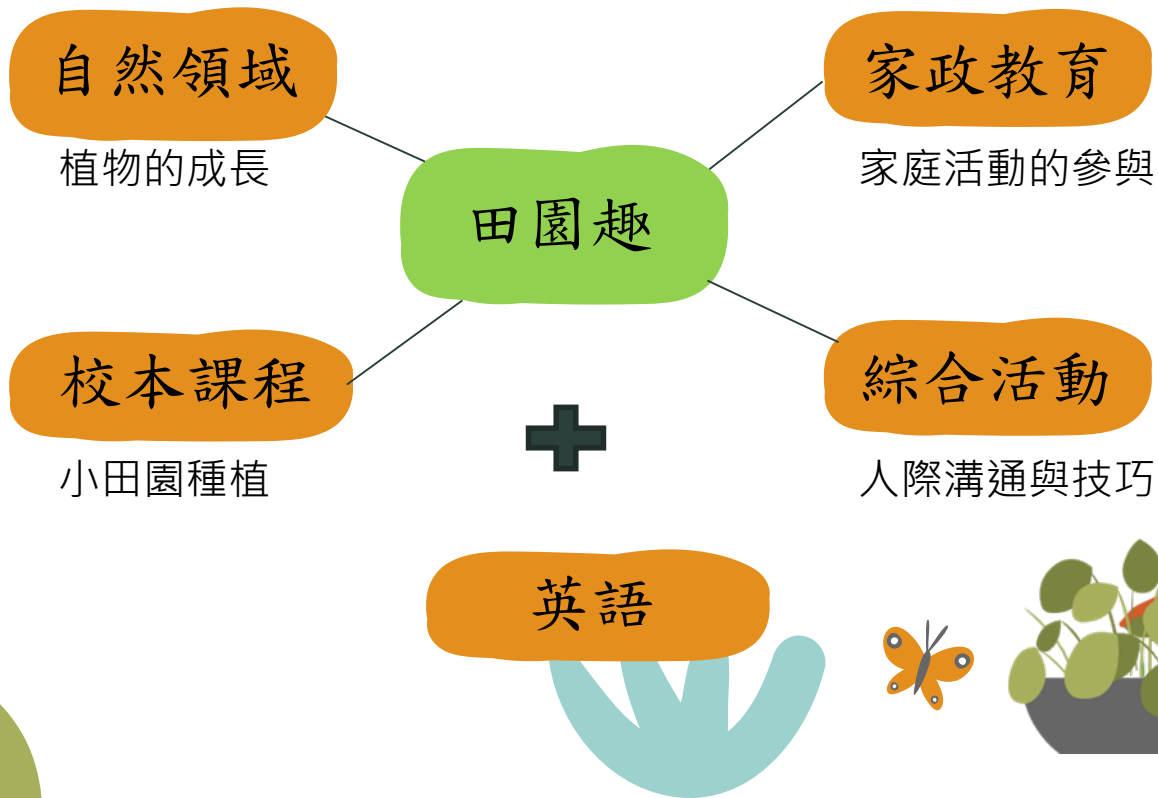 自然領域
植物的成長
家政教育
家庭活動的參與
田園趣
校本課程
小田園種植
綜合活動
人際溝通與技巧
英語